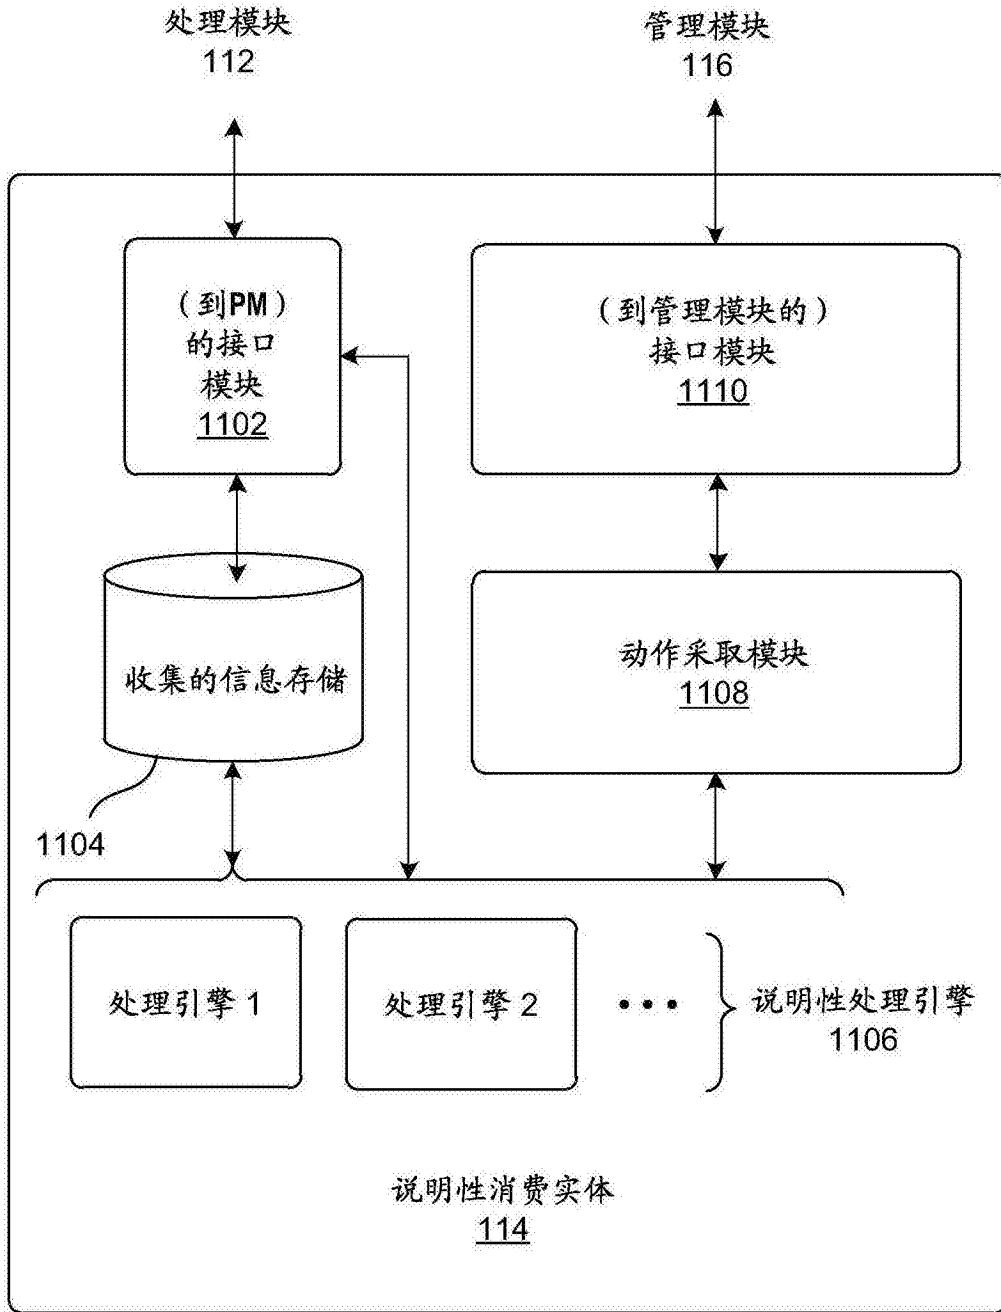 处理模块
112
管理模块
116
（到PM）
的接口
模块
1102
（到管理模块的）
接口模块
1110
收集的信息存储
1104
动作采取模块
1108
处理引擎 1
处理引擎 2
• • •
说明性处理引擎
1106
说明性消费实体
114